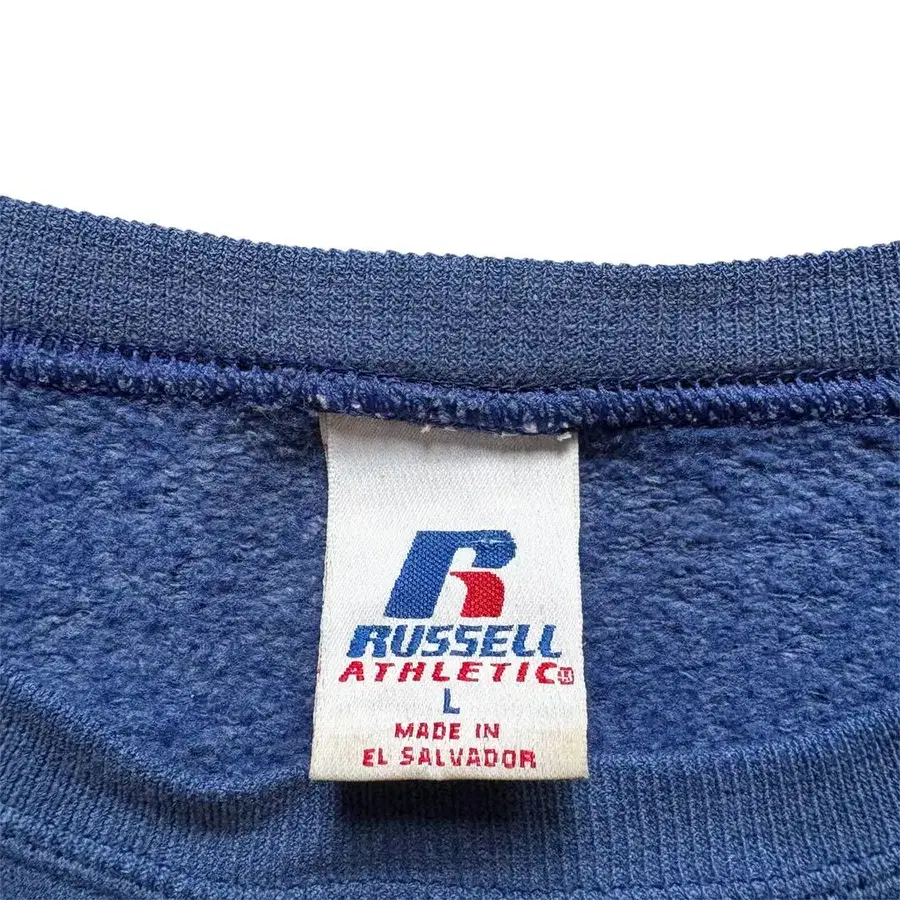 R
RUSSELL
ATHLETIC®
L
MADE IN
EL SALVADOR